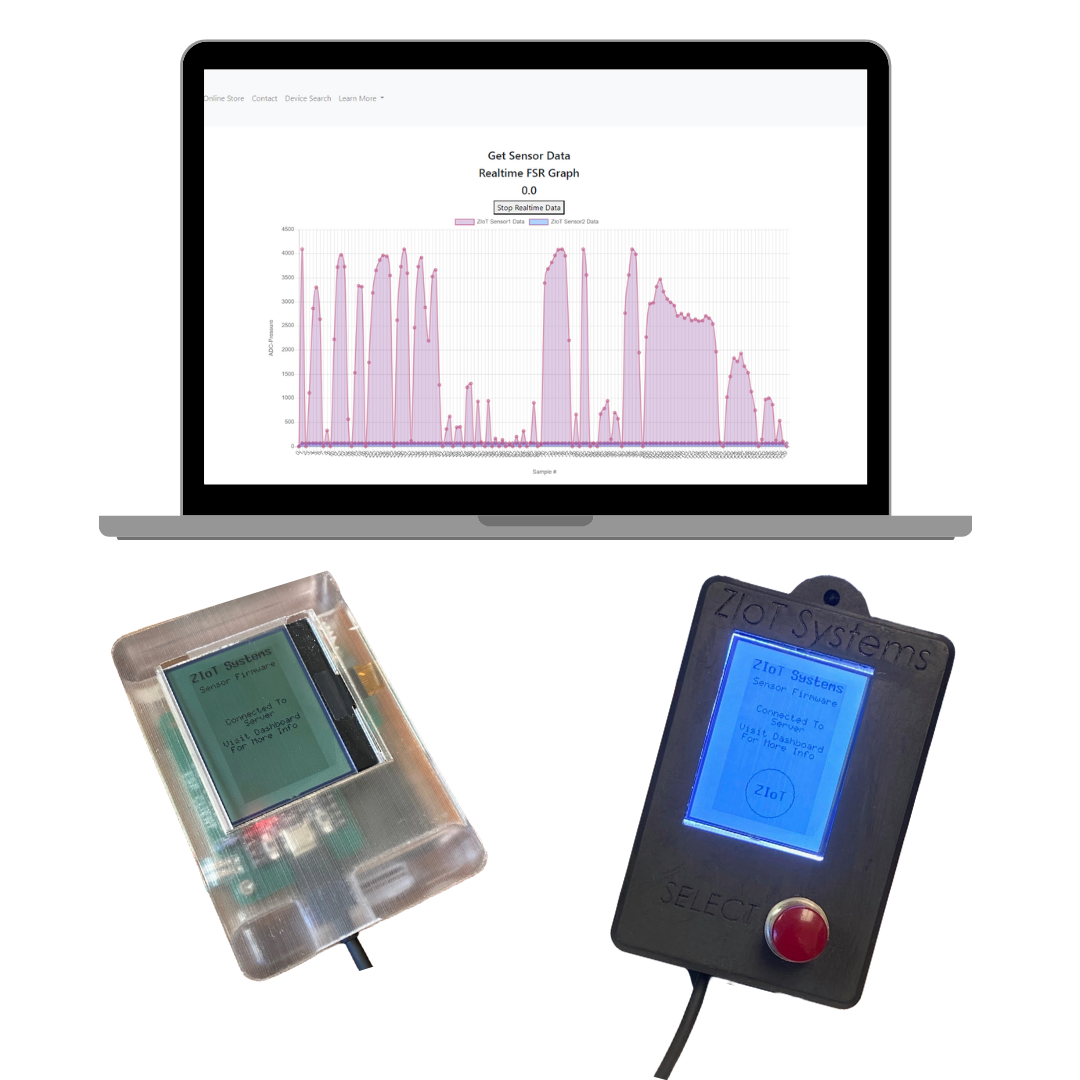 Online Store Contact Device Search Learn More
Get Sensor Data
Realtime FSR Graph
0.0
Stop Realtime Data
ZIoT Sensor1 Data ZIoT Sensor2 Data
4500
4000
3500
3000
2500
2000
1500
1000
500
0
ADC-Pressure
Sample #
ZIoT Systems
Sensor Firmware
Connected To
Server
Visit Dashboard
For More Info
ZIoT Systems
ZIoT Systems
Sensor Firmware
Connected To
Server
Visit Dashboard
For More Info
ZIoT
SELECT